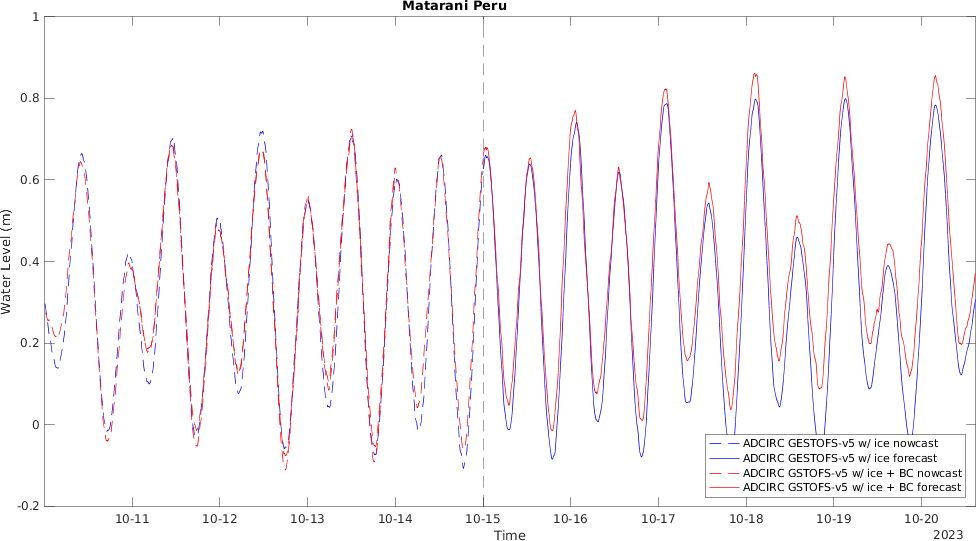 Matarani Peru
Water Level (m)
1
0.8
0.6
0.4
0.2
0
-0.2
ADCIRC GESTOFS-v5 w/ ice nowcast
ADCIRC GESTOFS-v5 w/ ice forecast
ADCIRC GSTOFS-v5 w/ ice + BC nowcast
ADCIRC GSTOFS-v5 w/ ice + BC forecast
10-11 10-12 10-13 10-14 10-15 10-16 10-17 10-18 10-19 10-20
Time
2023